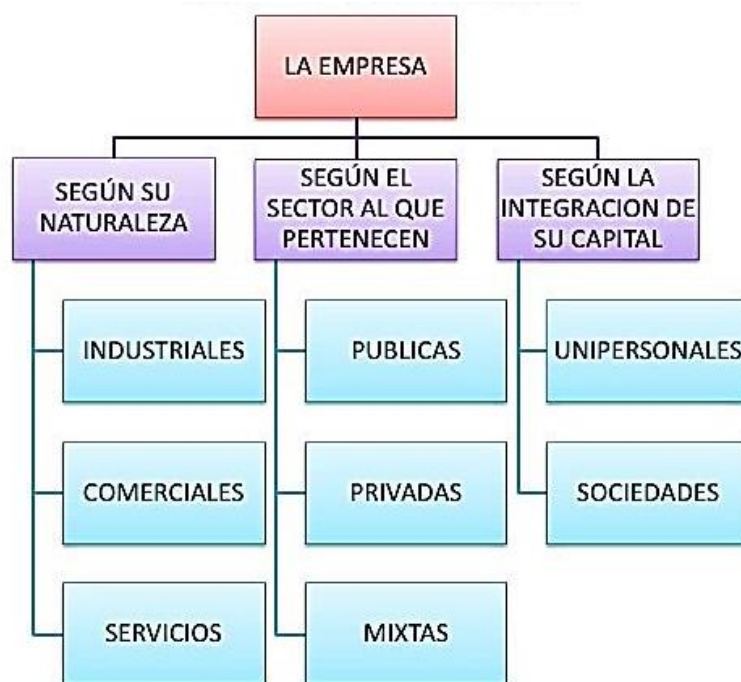 LA EMPRESA
SEGÚN SU
NATURALEZA
SEGÚN EL
SECTOR AL QUE
PERTENECEN
SEGÚN LA
INTEGRACION DE
SU CAPITAL
INDUSTRIALES
PUBLICAS
UNIPERSONALES
COMERCIALES
PRIVADAS
SOCIEDADES
SERVICIOS
MIXTAS